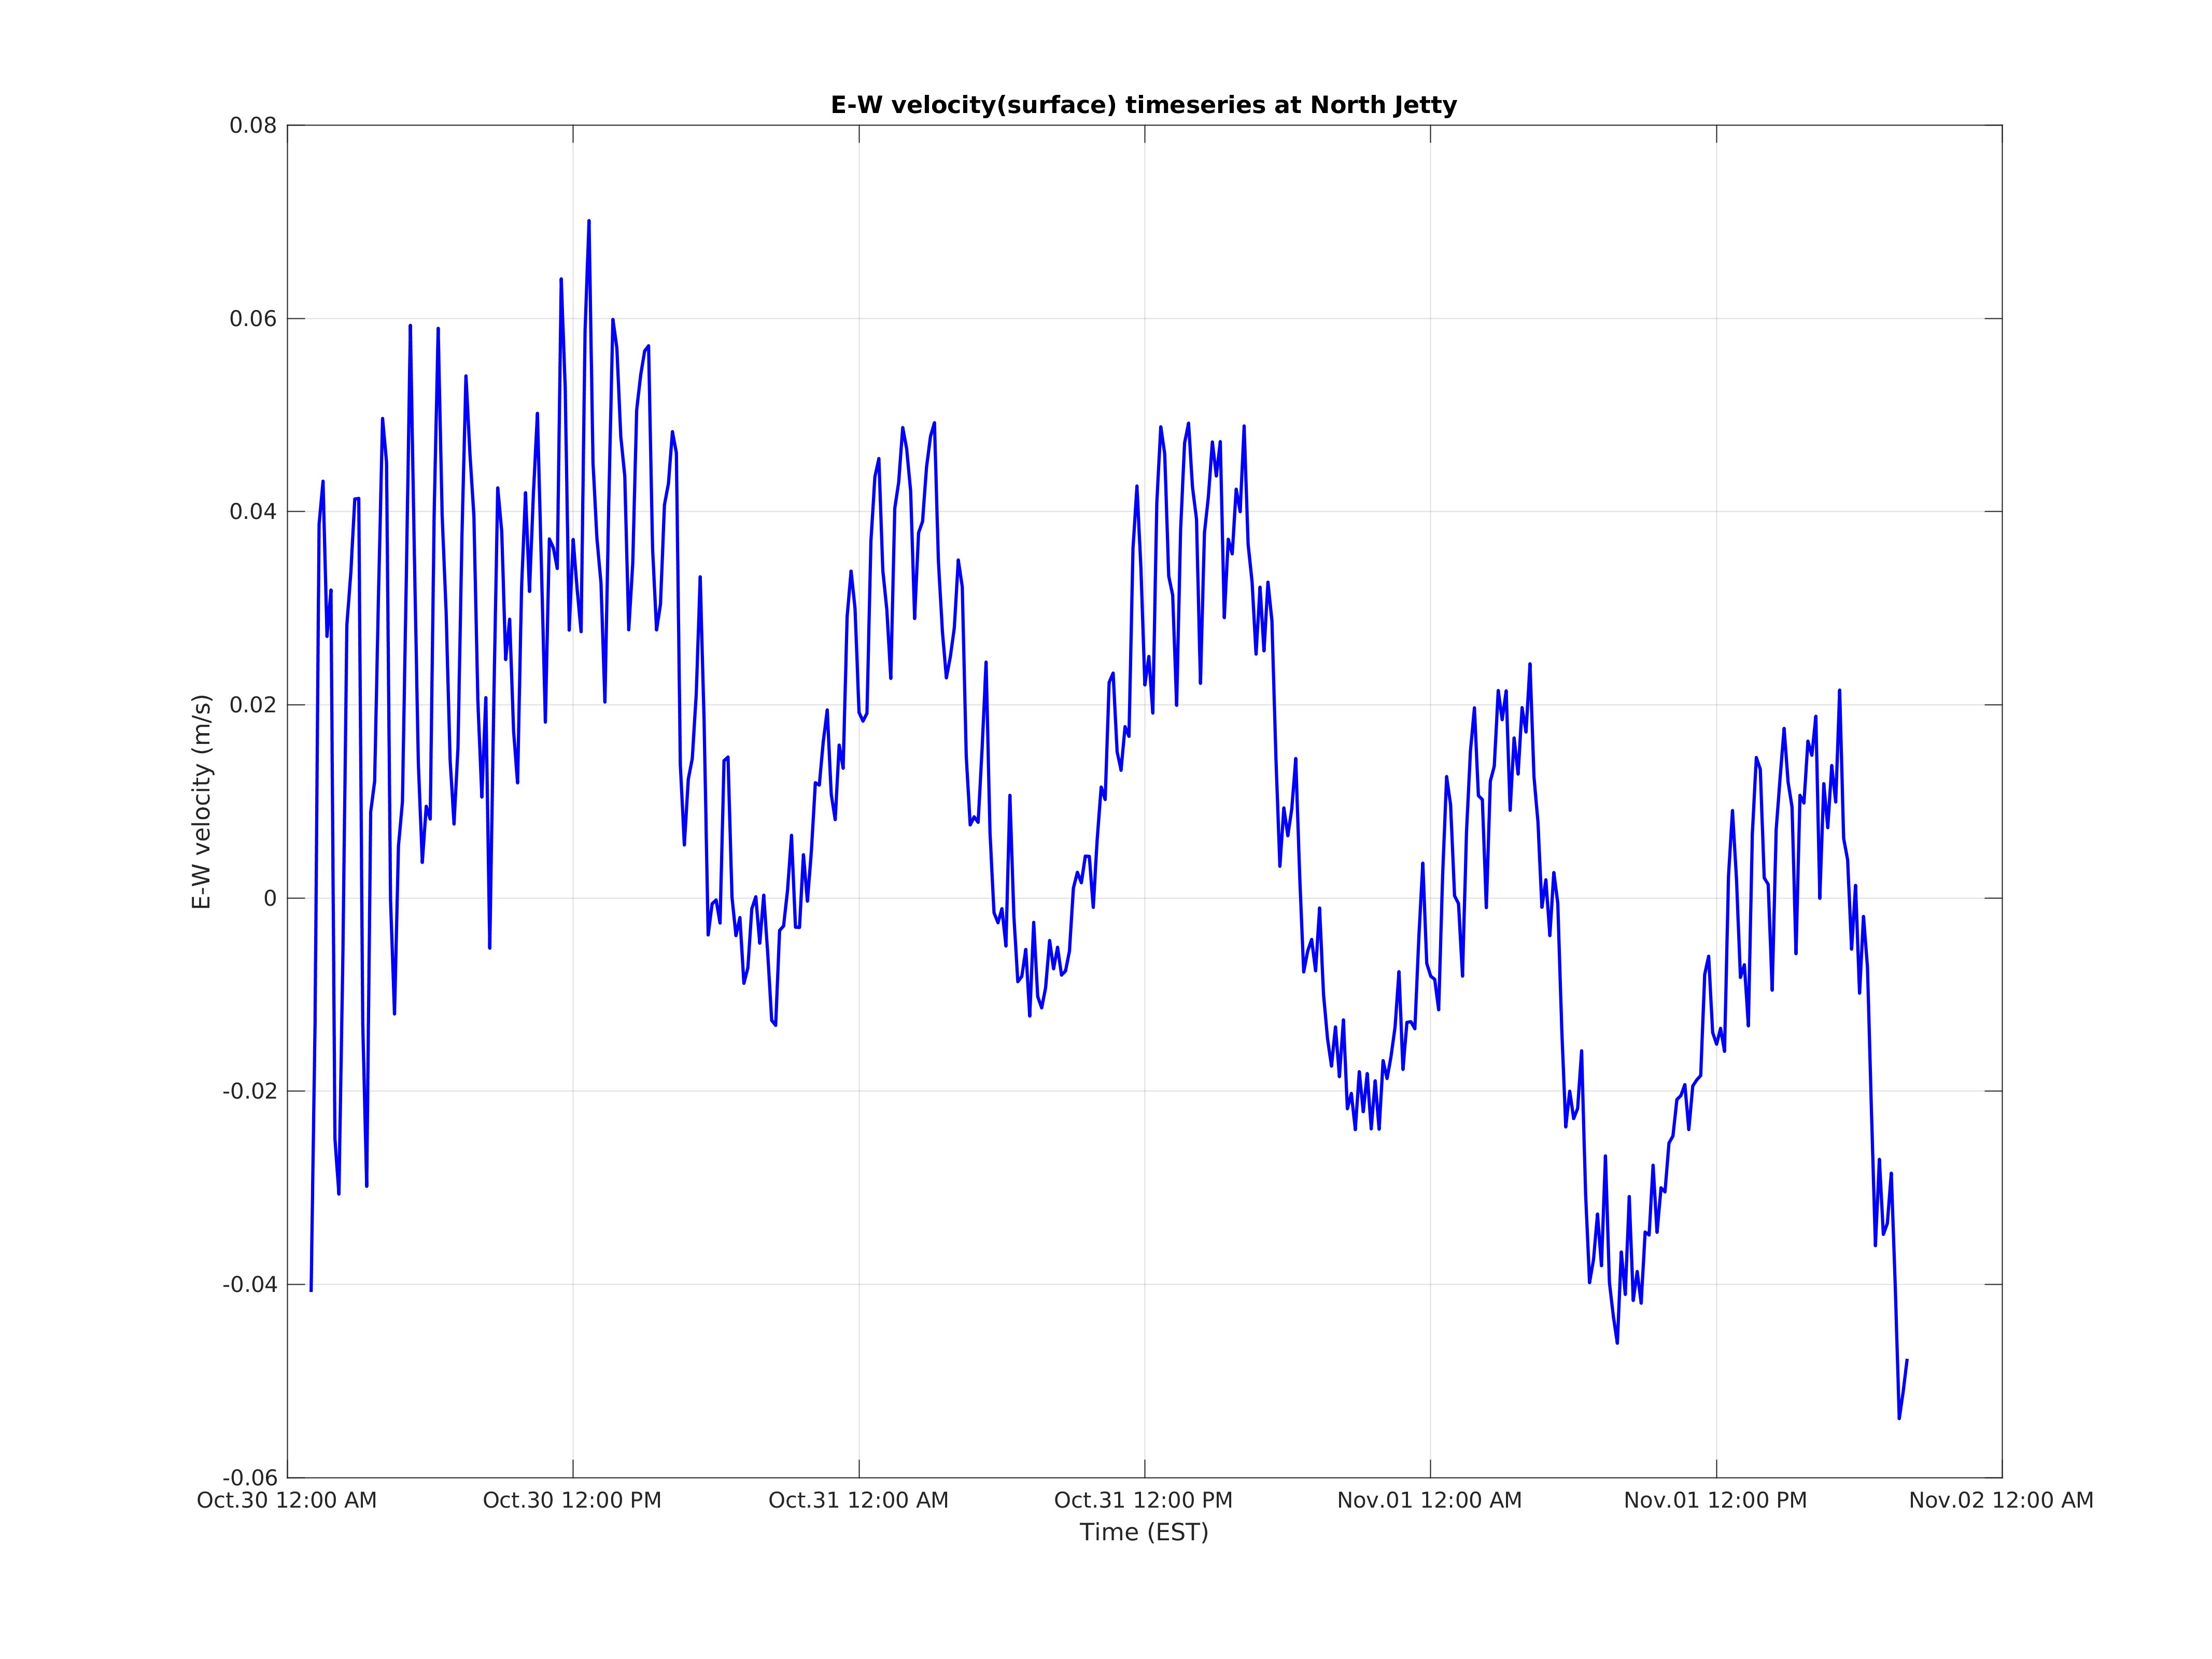 E-W velocity(surface) timeseries at North Jetty
0.08
0.06
0.04
0.02
0
-0.02
-0.04
-0.06
E-W velocity (m/s)
Oct.30 12:00 AM Oct.30 12:00 PM Oct.31 12:00 AM Oct.31 12:00 PM Nov.01 12:00 AM Nov.01 12:00 PM Nov.02 12:00 AM
Time (EST)